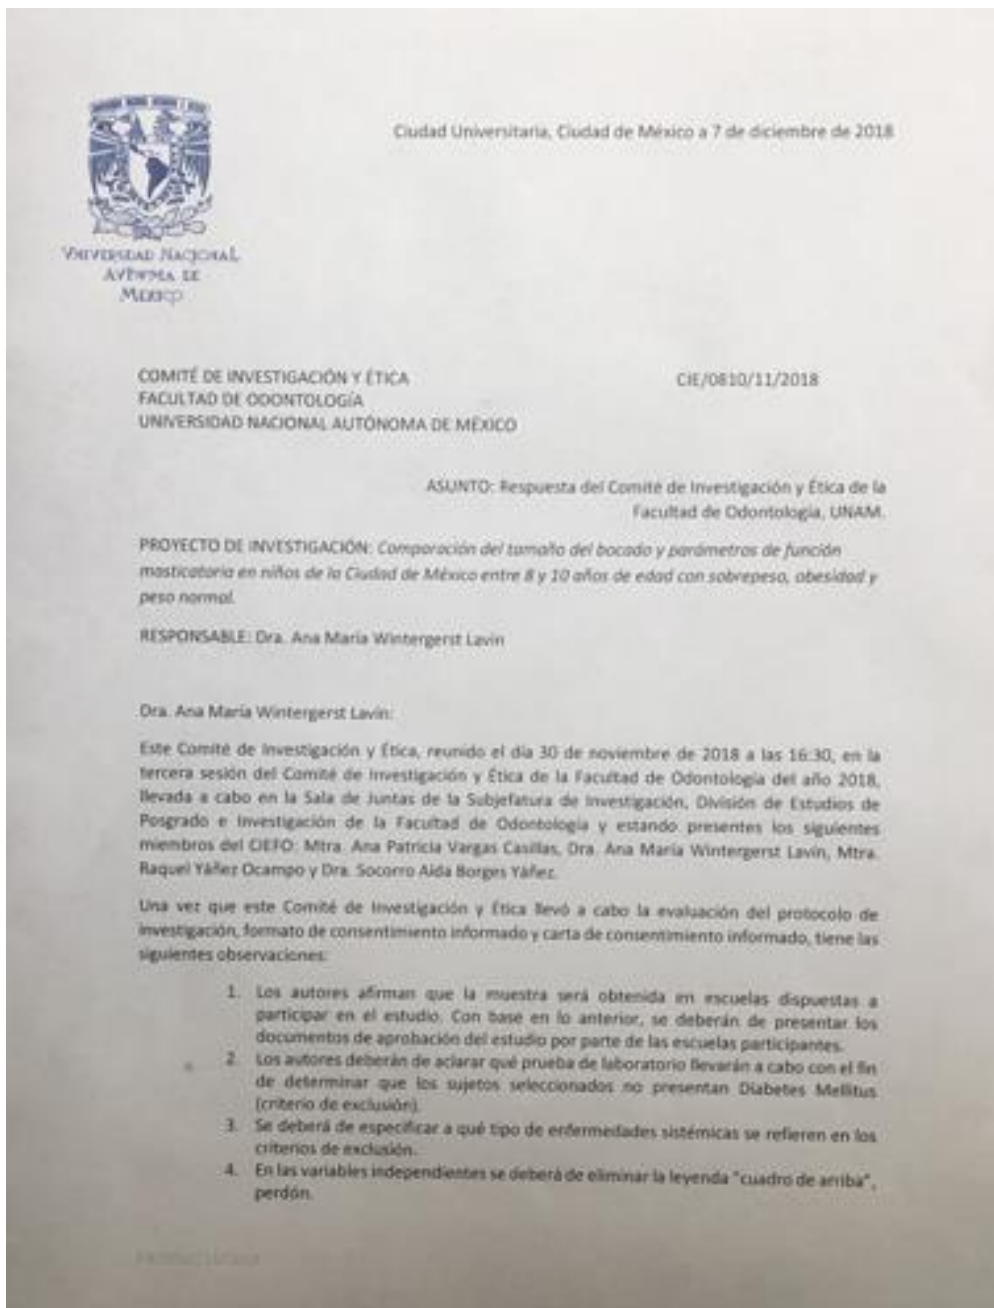 Ciudad Universitaria, Ciudad de México a 7 de diciembre de 2018
VNIVERSIDAD NACIONAL
AVTNMA DE
MEXICO
COMITÉ DE INVESTIGACIÓN Y ÉTICA
CIE/0810/11/2018
FACULTAD DE ODONTOLOGÍA
UNIVERSIDAD NACIONAL AUTÓNOMA DE MÉXICO
ASUNTO: Respuesta del Comité de Investigación y Ética de la
Facultad de Odontología, UNAM.
PROYECTO DE INVESTIGACIÓN: Comparación del tamaño del bocado y parámetros de función
masticatoria en niños de la Ciudad de México entre 8 y 10 años de edad con sobrepeso, obesidad y
peso normal.
RESPONSABLE: Dra. Ana María Wintergerst Lavin
Dra. Ana María Wintergerst Lavin:
Este Comité de Investigación y Ética, reunido el día 30 de noviembre de 2018 a las 16:30, en la
tercera sesión del Comité de Investigación y Ética de la Facultad de Odontología del año 2018,
llevada a cabo en la Sala de Juntas de la Subjefatura de Investigación, División de Estudios de
Posgrado e Investigación de la Facultad de Odontología y estando presentes los siguientes
miembros del CIEFO: Mtra. Ana Patricia Vargas Casillas, Dra. Ana María Wintergerst Lavin, Mtra.
Raquel Yáñez Ocampo y Dra. Socorro Aída Borges Yáñez.
Una vez que este Comité de Investigación y Ética llevó a cabo la evaluación del protocolo de
investigación, formato de consentimiento informado y carta de consentimiento informado, tiene las
siguientes observaciones:
1. Los autores afirman que la muestra será obtenida en escuelas dispuestas a
participar en el estudio. Con base en lo anterior, se deberán de presentar los
documentos de aprobación del estudio por parte de las escuelas participantes.
2. Los autores deberán de aclarar qué prueba de laboratorio llevarán a cabo con el fin
de determinar que los sujetos seleccionados no presentan Diabetes Mellitus
(criterio de exclusión).
3. Se deberá de especificar a qué tipo de enfermedades sistémicas se refieren en los
criterios de exclusión.
4. En las variables independientes se deberá de eliminar la leyenda "cuadro de arriba",
perdón.